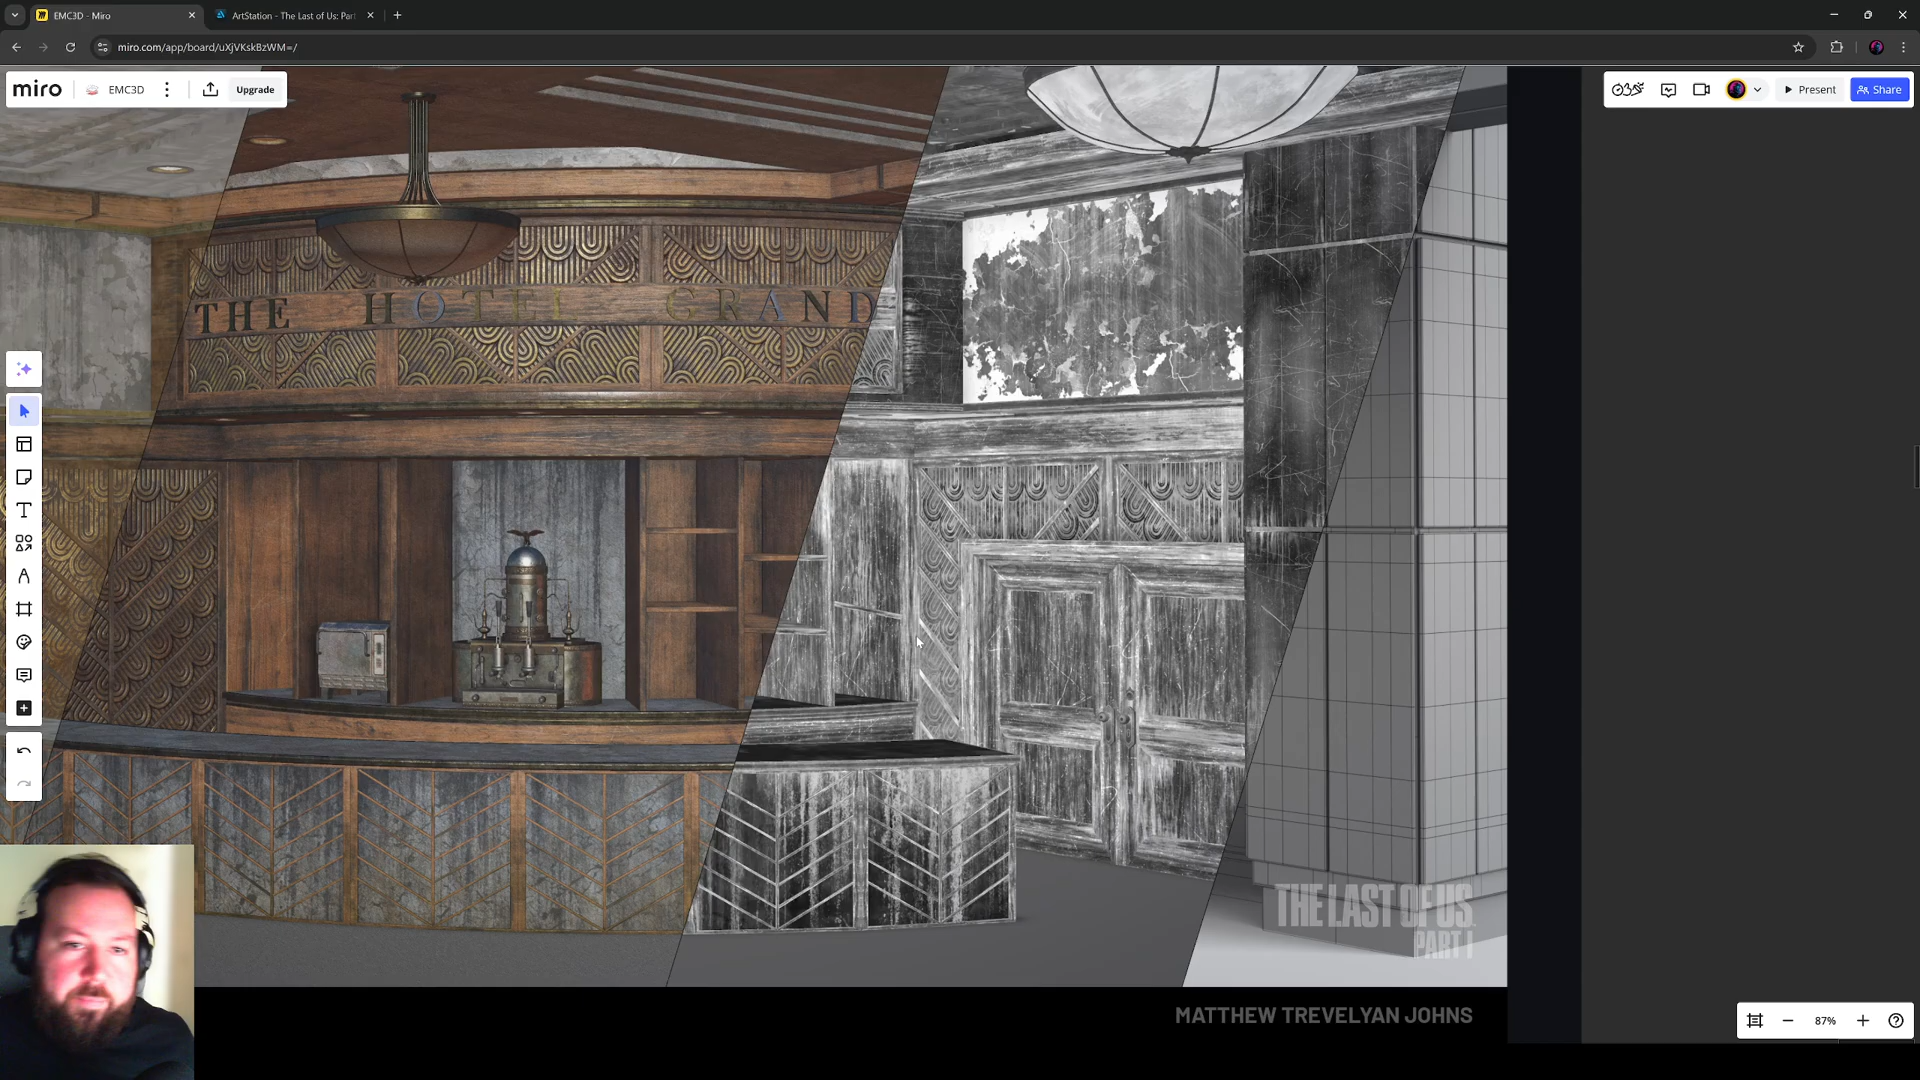 EMC3D - Miro
ArtStation - The Last of Us: Part
miro.com/app/board/uXjVKskBzWM=/
miro
EMC3D
Upgrade
Present
Share
THE HOTEL GRAND
THE LAST OF US
PART I
MATTHEW TREVELYAN JOHNS
87%